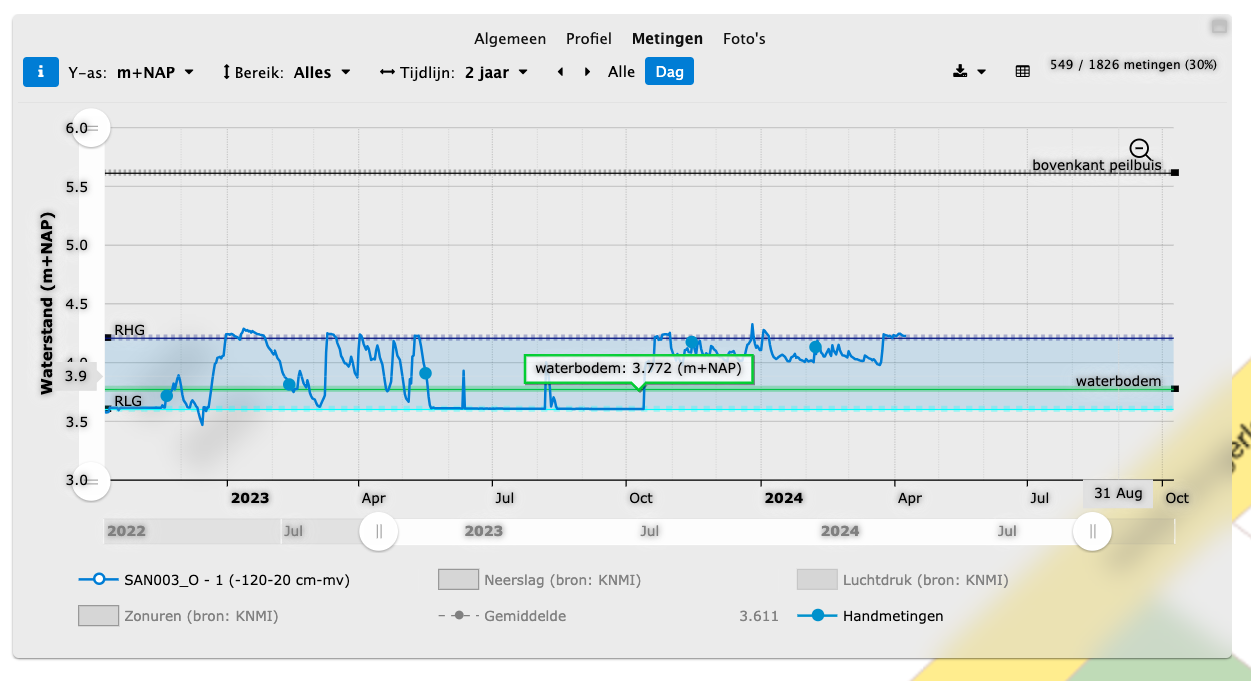 Algemeen Profiel Metingen Foto's
i Y-as: m+NAP Bereik: Alles Tijdlijn: 2 jaar Alle Dag 549 / 1826 metingen (30%)
6.0
bovenkant peilbuis
5.5
5.0
4.5
RHG
4.0
waterbodem: 3.772 (m+NAP)
3.9
waterbodem
RLG
3.5
3.0
Waterstand (m+NAP)
2023 Apr Jul Oct 2024 Apr Jul 31 Aug Oct
2022 Jul 2023 Jul 2024 Jul
SAN003_O - 1 (-120-20 cm-mv) Neerslag (bron: KNMI) Luchtdruk (bron: KNMI)
Zonuren (bron: KNMI) Gemiddelde 3.611 Handmetingen